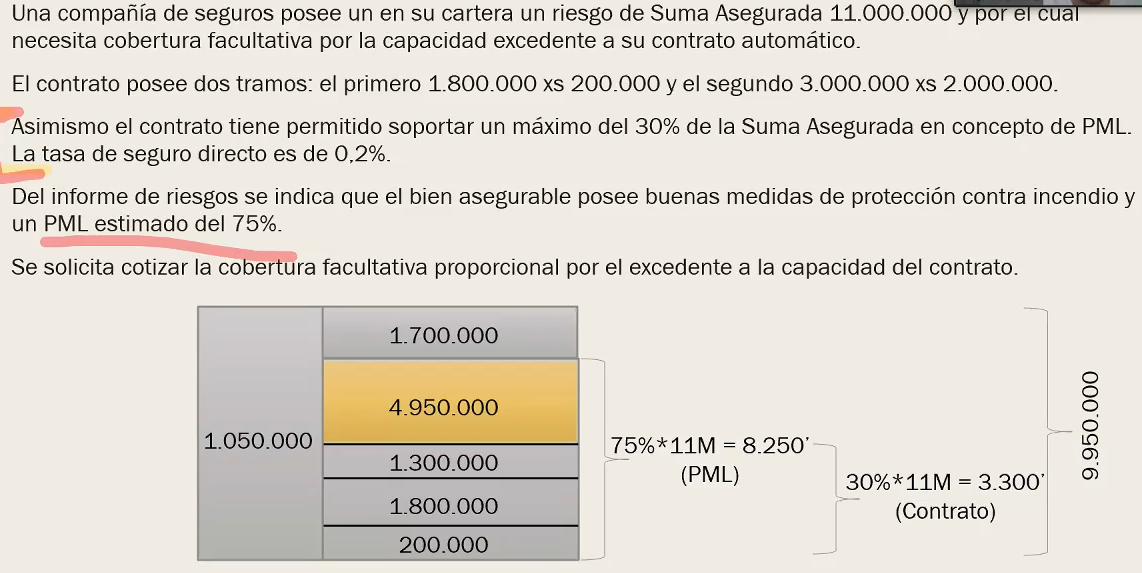 Una compañía de seguros posee un en su cartera un riesgo de Suma Asegurada 11.000.000 y por el cual
necesita cobertura facultativa por la capacidad excedente a su contrato automático.
El contrato posee dos tramos: el primero 1.800.000 xs 200.000 y el segundo 3.000.000 xs 2.000.000.
Asimismo el contrato tiene permitido soportar un máximo del 30% de la Suma Asegurada en concepto de PML.
La tasa de seguro directo es de 0,2%.
Del informe de riesgos se indica que el bien asegurable posee buenas medidas de protección contra incendio y
un PML estimado del 75%.
Se solicita cotizar la cobertura facultativa proporcional por el excedente a la capacidad del contrato.
1.700.000
4.950.000
1.050.000
1.300.000
1.800.000
200.000
75%*11M = 8.250’
(PML)
30%*11M = 3.300’
(Contrato)
9.950.000